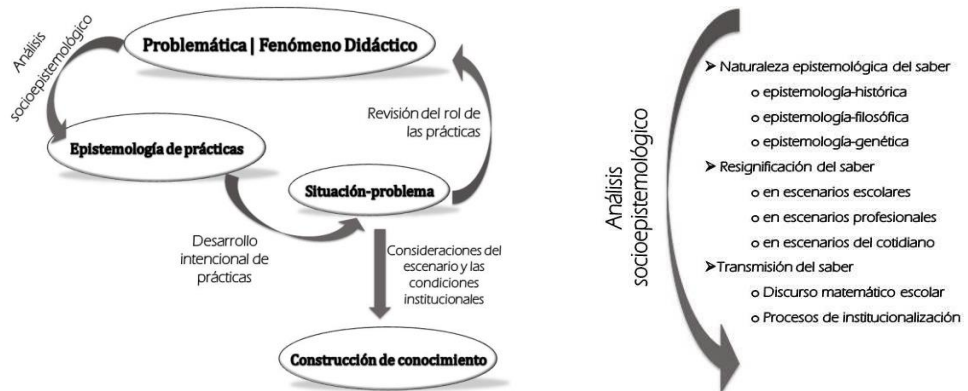 Análisis
socioepistemológico
Problemática | Fenómeno Didáctico
Revisión del rol de
las prácticas
Epistemología de prácticas
Situación-problema
Desarrollo
intencional de
prácticas
Consideraciones del
escenario y las
condiciones
institucionales
Construcción de conocimiento
Análisis
socioepistemológico
➤ Naturaleza epistemológica del saber
o epistemología-histórica
o epistemología-filosófica
o epistemología-genética
➤ Resignificación del saber
o en escenarios escolares
o en escenarios profesionales
o en escenarios del cotidiano
➤Transmisión del saber
o Discurso matemático escolar
o Procesos de institucionalización